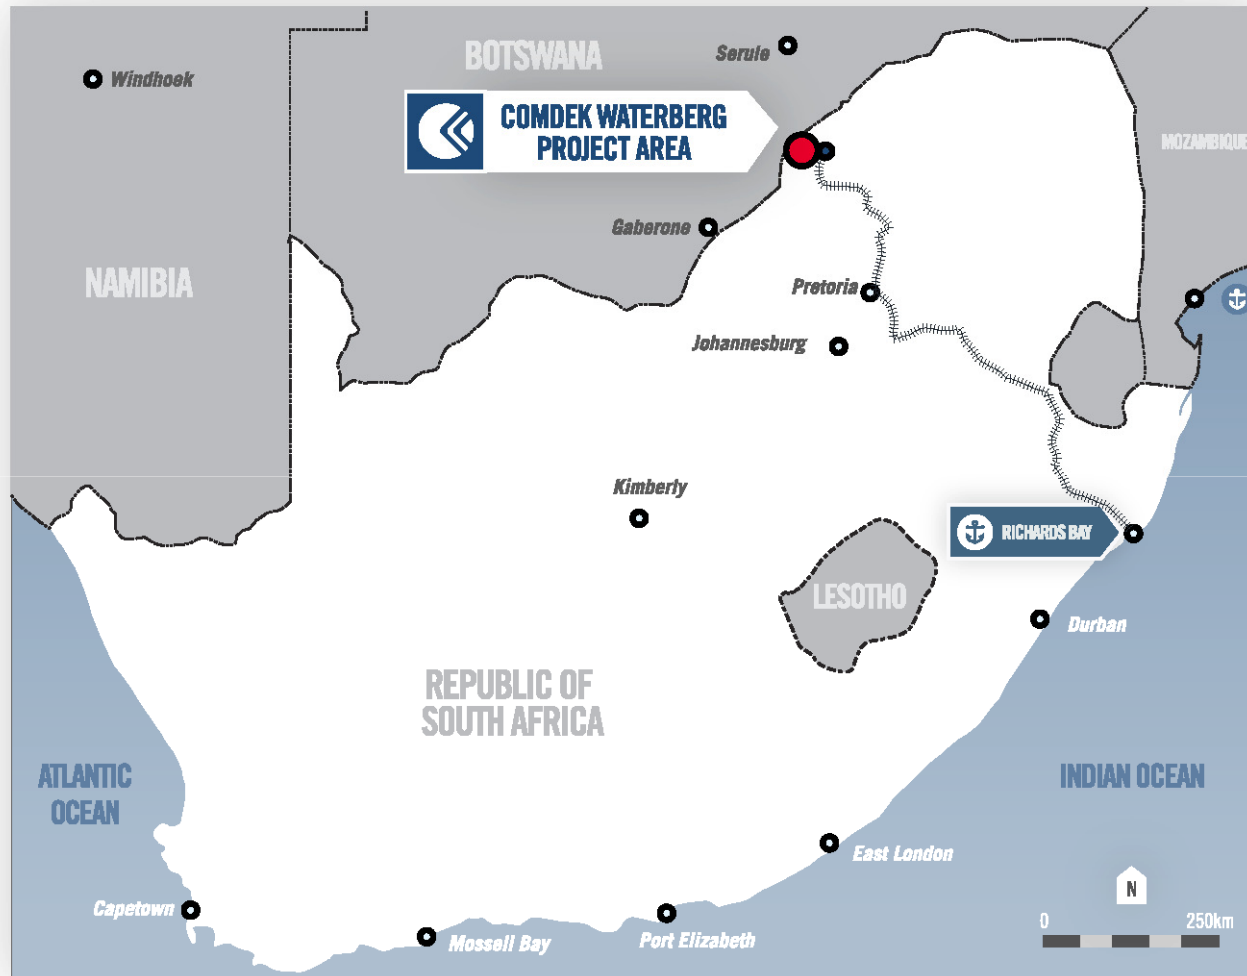 BOTSWANA
Serule
Windhoek
COMDEK WATERBERG
PROJECT AREA
MOZAMBIQUE
Gaberone
NAMIBIA
Pretoria
Johannesburg
Kimberly
RICHARDS BAY
LESOTHO
Durban
REPUBLIC OF
SOUTH AFRICA
ATLANTIC
OCEAN
INDIAN OCEAN
East London
N
Capetown
Mossell Bay
Port Elizabeth
0 250km